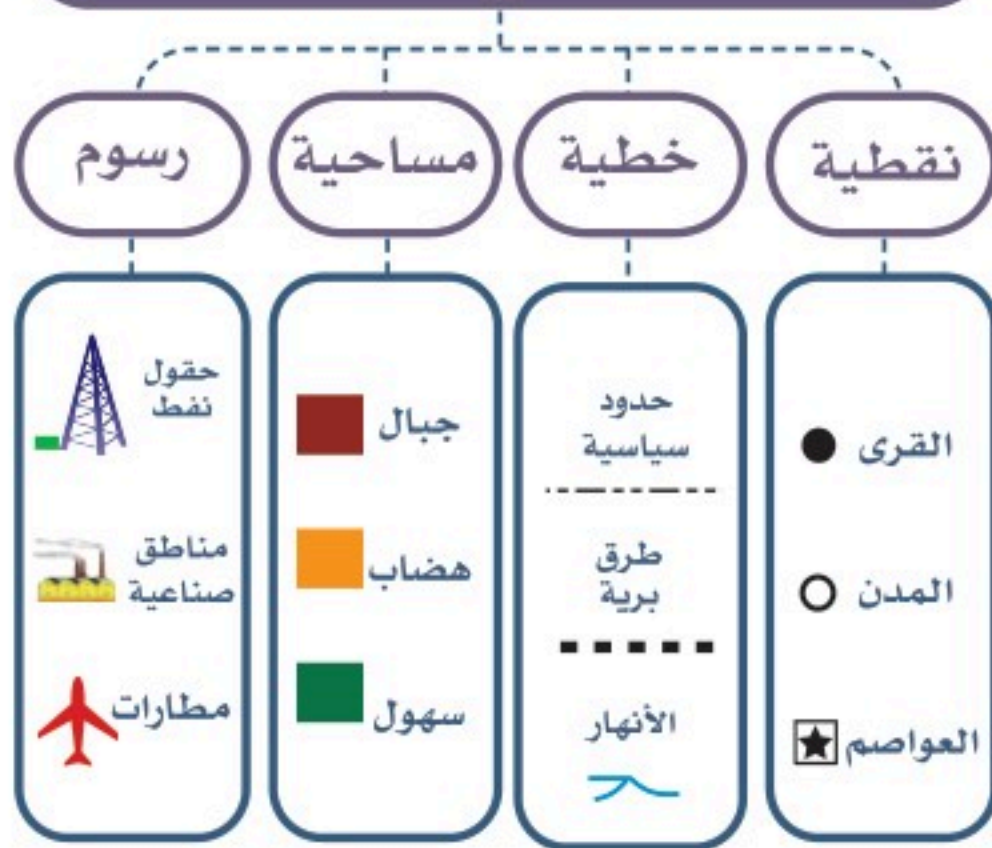 نقطية
خطية
مساحية
رسوم
القرى
المدن
العواصم
حدود
سياسية
طرق
برية
الأنهار
جبال
هضاب
سهول
حقول
نفط
مناطق
صناعية
مطارات